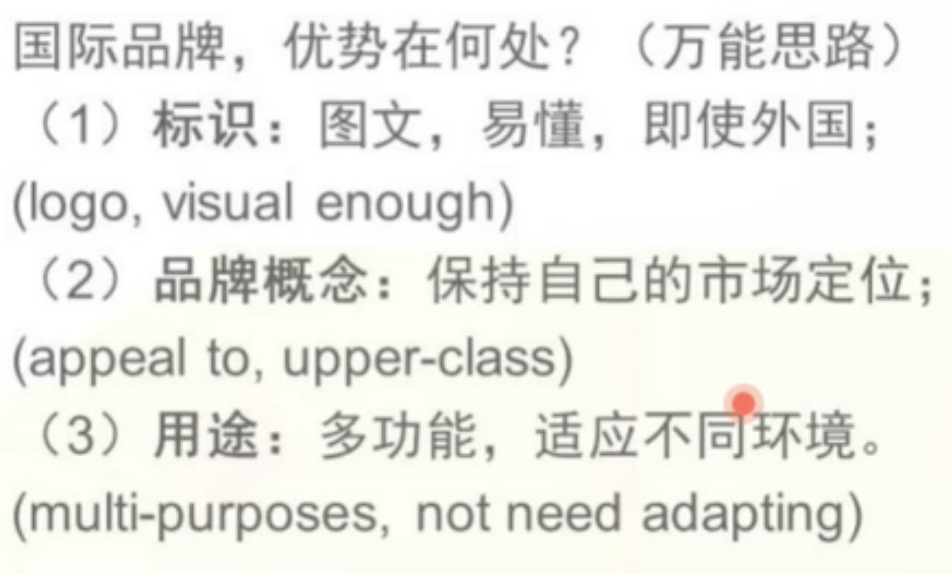 国际品牌，优势在何处？（万能思路）
（1）标识：图文，易懂，即使外国；
(logo, visual enough)
（2）品牌概念：保持自己的市场定位；
(appeal to, upper-class)
（3）用途：多功能，适应不同环境。
(multi-purposes, not need adapting)